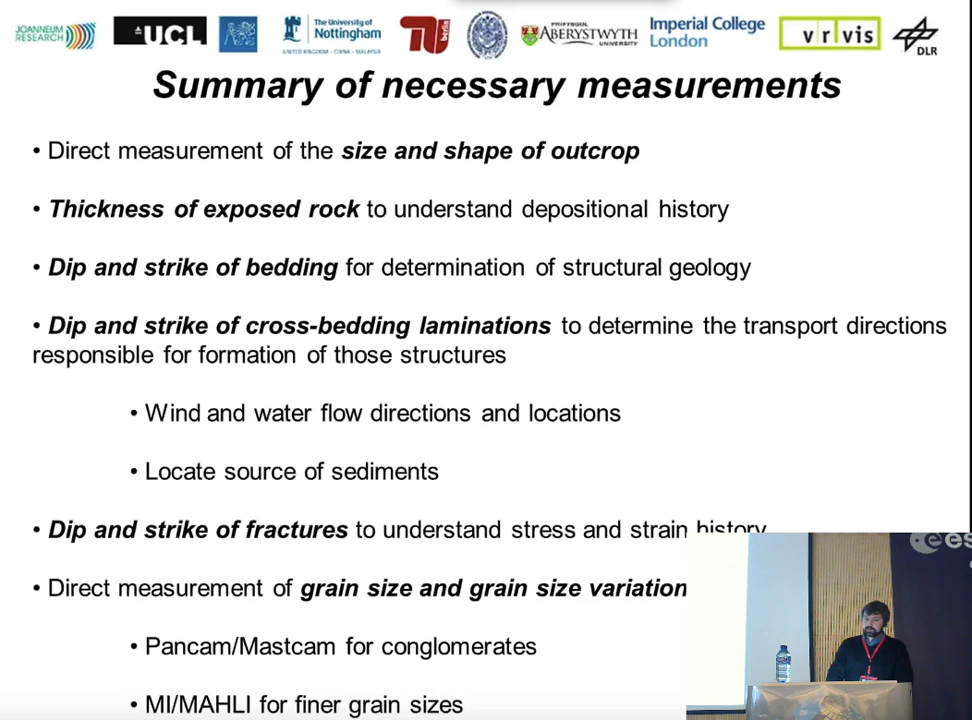 JOANNEUM RESEARCH
UCL
The University of Nottingham
UNITED KINGDOM · CHINA · MALAYSIA
berlin
PRIFYSGOL
ABERYSTWYTH
UNIVERSITY
Imperial College London
vrvis
DLR
Summary of necessary measurements
• Direct measurement of the size and shape of outcrop
• Thickness of exposed rock to understand depositional history
• Dip and strike of bedding for determination of structural geology
• Dip and strike of cross-bedding laminations to determine the transport directions
responsible for formation of those structures
• Wind and water flow directions and locations
• Locate source of sediments
• Dip and strike of fractures to understand stress and strain history
• Direct measurement of grain size and grain size variation
• Pancam/Mastcam for conglomerates
• MI/MAHLI for finer grain sizes
es